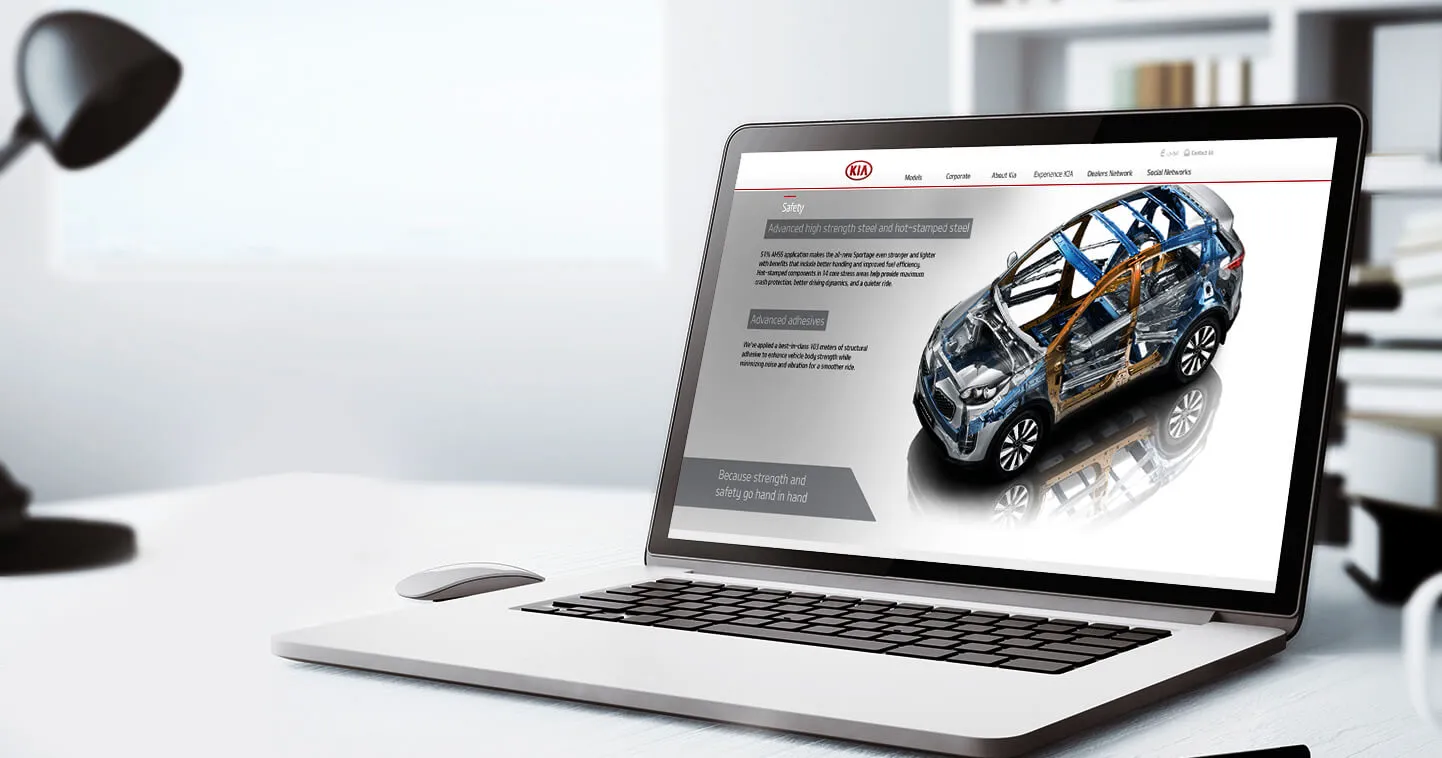 Contact Us
KIA
Models
Corporate
About Kia
Experience KIA
Dealers Network
Social Networks
Safety
Advanced high strength steel and hot-stamped steel
51% AHSS application makes the all-new Sportage even stronger and lighter
with benefits that include better handling and improved fuel efficiency.
Hot-stamped components in 14 core stress areas help provide maximum
crash protection, better driving dynamics, and a quieter ride.
Advanced adhesives
We've applied a best-in-class 103 meters of structural
adhesive to enhance vehicle body strength while
minimizing noise and vibration for a smoother ride.
Because strength and
safety go hand in hand